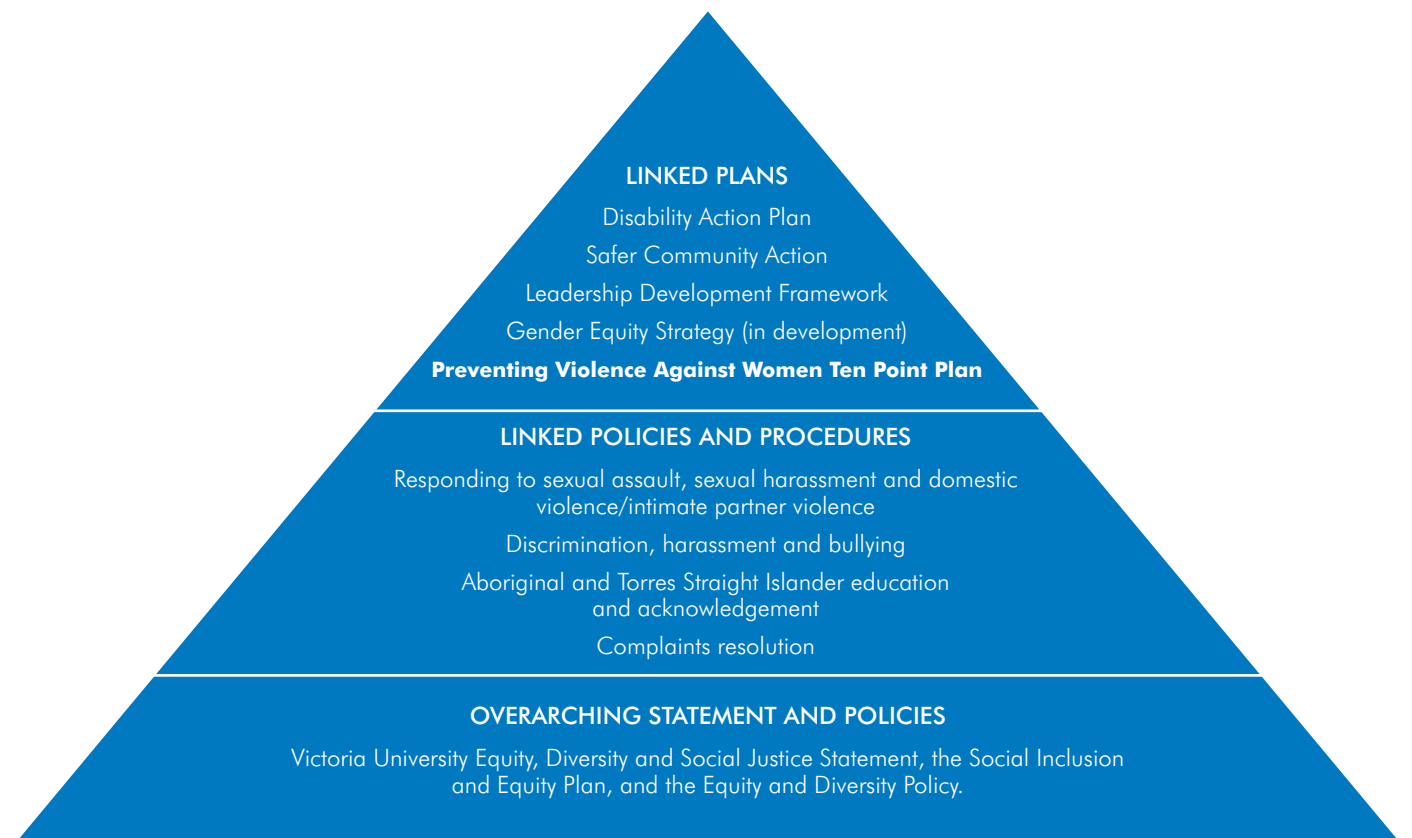 LINKED PLANS
Disability Action Plan
Safer Community Action
Leadership Development Framework
Gender Equity Strategy (in development)
Preventing Violence Against Women Ten Point Plan
LINKED POLICIES AND PROCEDURES
Responding to sexual assault, sexual harassment and domestic
violence/intimate partner violence
Discrimination, harassment and bullying
Aboriginal and Torres Straight Islander education
and acknowledgement
Complaints resolution
OVERARCHING STATEMENT AND POLICIES
Victoria University Equity, Diversity and Social Justice Statement, the Social Inclusion
and Equity Plan, and the Equity and Diversity Policy.